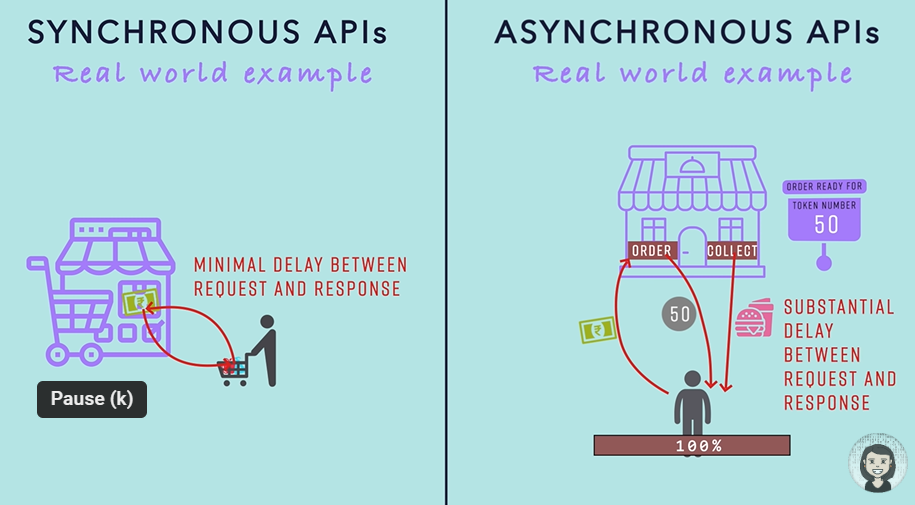 SYNCHRONOUS APIs
Real world example
MINIMAL DELAY BETWEEN
REQUEST AND RESPONSE
₹
Pause (k)
ASYNCHRONOUS APIs
Real world example
ORDER READY FOR
TOKEN NUMBER
50
ORDER
COLLECT
50
₹
SUBSTANTIAL
DELAY
BETWEEN
REQUEST AND
RESPONSE
100%